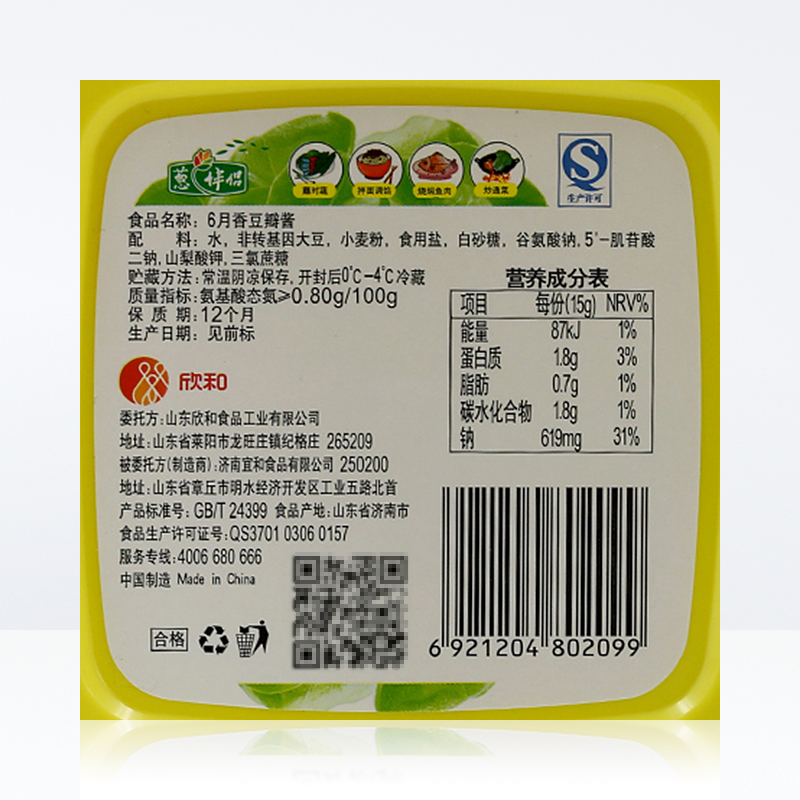 葱伴侣
蘸时蔬 拌面调馅 烧焖鱼肉 炒道菜
S
生产许可
食品名称: 6月香豆瓣酱
配 料: 水, 非转基因大豆, 小麦粉, 食用盐, 白砂糖, 谷氨酸钠, 5'-肌苷酸
二钠, 山梨酸钾, 三氯蔗糖
贮藏方法: 常温阴凉保存, 开封后0℃-4℃冷藏
质量指标: 氨基酸态氮≥0.80g/100g
保 质 期: 12个月
生产日期: 见前标
营养成分表
项目 每份(15g) NRV%
能量 87kJ 1%
蛋白质 1.8g 3%
脂肪 0.7g 1%
碳水化合物 1.8g 1%
钠 619mg 31%
欣和
委托方: 山东欣和食品工业有限公司
地址: 山东省莱阳市龙旺庄镇纪格庄 265209
被委托方(制造商): 济南宜和食品有限公司 250200
地址: 山东省章丘市明水经济开发区工业五路北首
产品标准号: GB/T 24399 食品产地: 山东省济南市
食品生产许可证号: QS3701 0306 0157
服务专线: 4006 680 666
中国制造 Made in China
合格
6 921204 802099